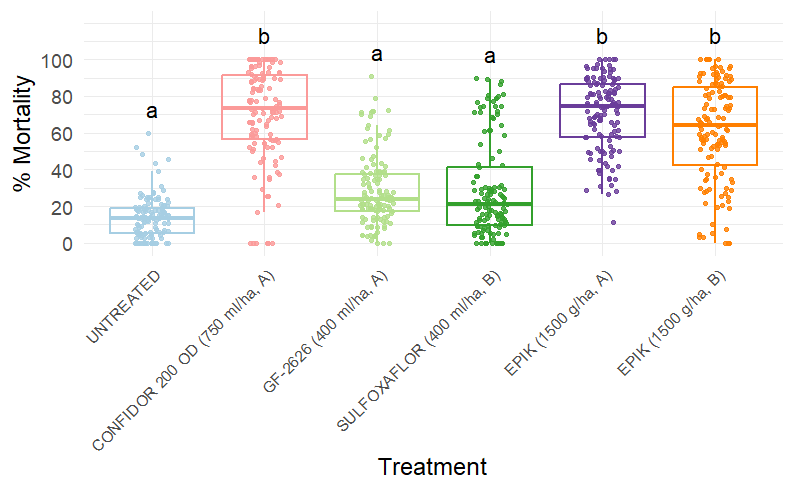 % Mortality
100
80
60
40
20
0
a
b
a
a
b
b
UNTREATED
CONFIDOR 200 OD (750 ml/ha, A)
GF-2626 (400 ml/ha, A)
SULFOXAFLOR (400 ml/ha, B)
EPIK (1500 g/ha, A)
EPIK (1500 g/ha, B)
Treatment